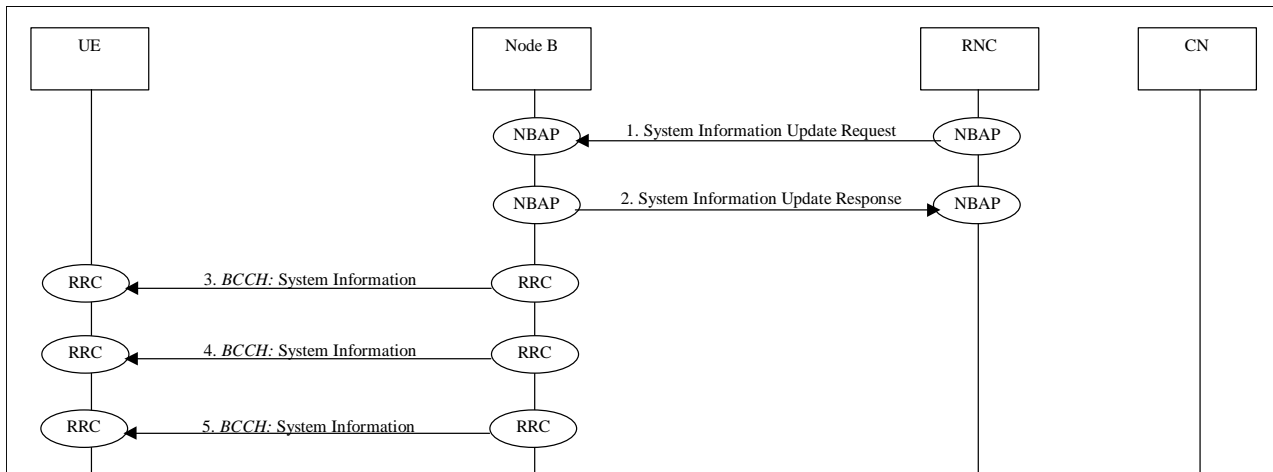 UE
Node B
RNC
CN
NBAP
1. System Information Update Request
NBAP
NBAP
2. System Information Update Response
NBAP
RRC
3. BCCH: System Information
RRC
RRC
4. BCCH: System Information
RRC
RRC
5. BCCH: System Information
RRC